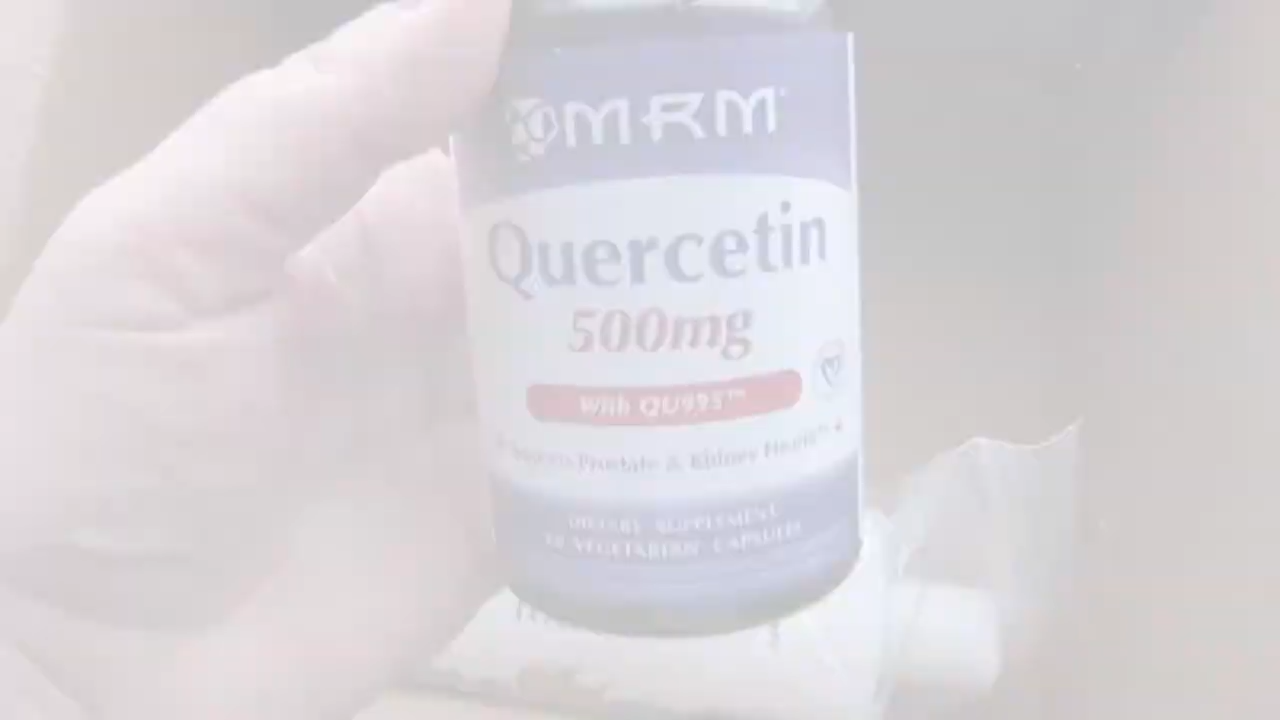 MRM
Quercetin
500mg
With QU995™
Supports Prostate & Kidney Health
DIETARY SUPPLEMENT
VEGETARIAN CAPSULES